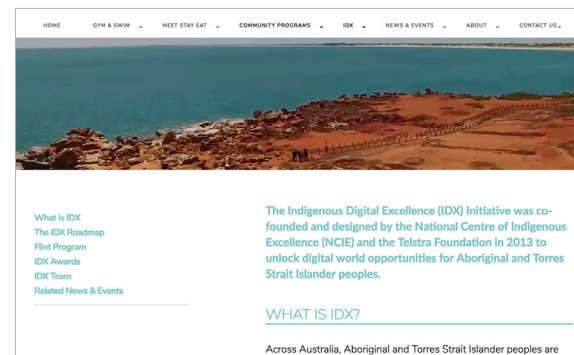 HOME GYM & SWIM MEET STAY EAT COMMUNITY PROGRAMS IDX NEWS & EVENTS ABOUT CONTACT US
What is IDX
The IDX Roadmap
Flint Program
IDX Awards
IDX Team
Related News & Events
The Indigenous Digital Excellence (IDX) Initiative was co-
founded and designed by the National Centre of Indigenous
Excellence (NCIE) and the Telstra Foundation in 2013 to
unlock digital world opportunities for Aboriginal and Torres
Strait Islander peoples.
WHAT IS IDX?
Across Australia, Aboriginal and Torres Strait Islander peoples are